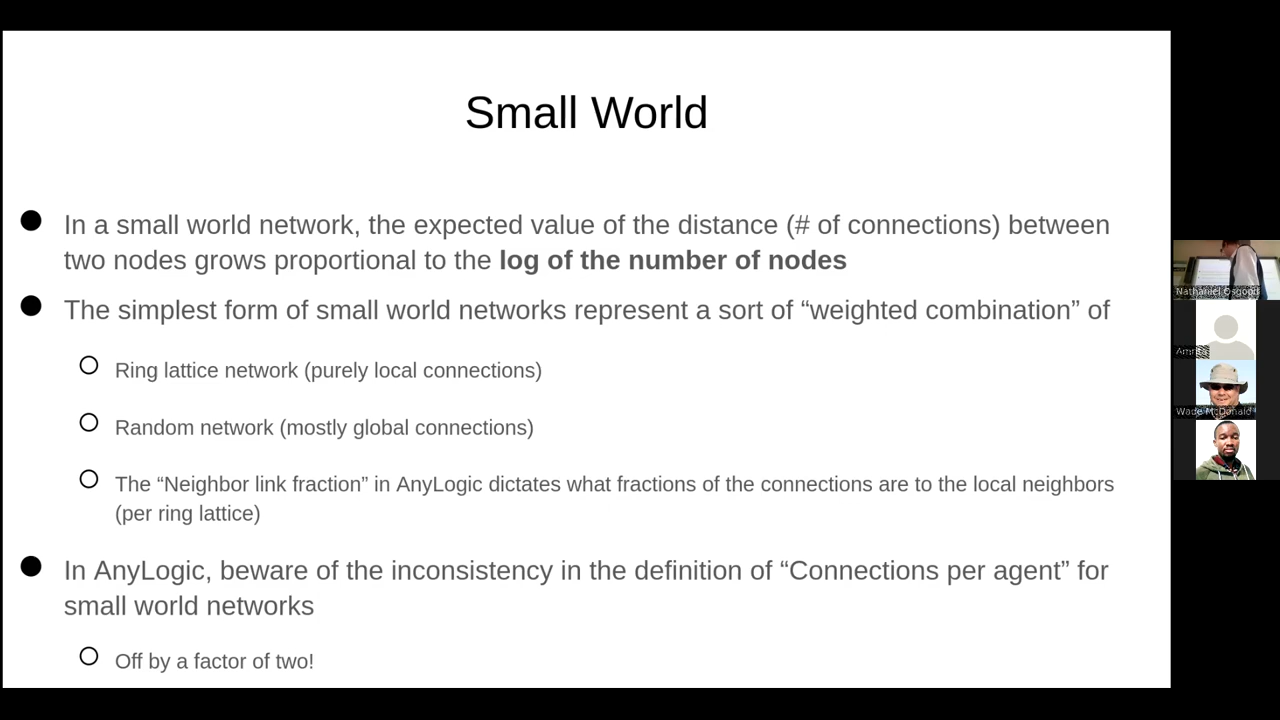 Small World
In a small world network, the expected value of the distance (# of connections) between
two nodes grows proportional to the log of the number of nodes
The simplest form of small world networks represent a sort of “weighted combination” of
Ring lattice network (purely local connections)
Random network (mostly global connections)
The “Neighbor link fraction” in AnyLogic dictates what fractions of the connections are to the local neighbors
(per ring lattice)
In AnyLogic, beware of the inconsistency in the definition of “Connections per agent” for
small world networks
Off by a factor of two!
Nathaniel Osgood
Wade McDonald